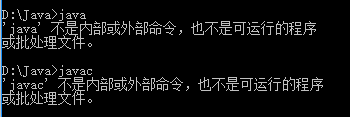 D:\Java>java
'java' 不是内部或外部命令，也不是可运行的程序
或批处理文件。
D:\Java>javac
'javac' 不是内部或外部命令，也不是可运行的程序
或批处理文件。